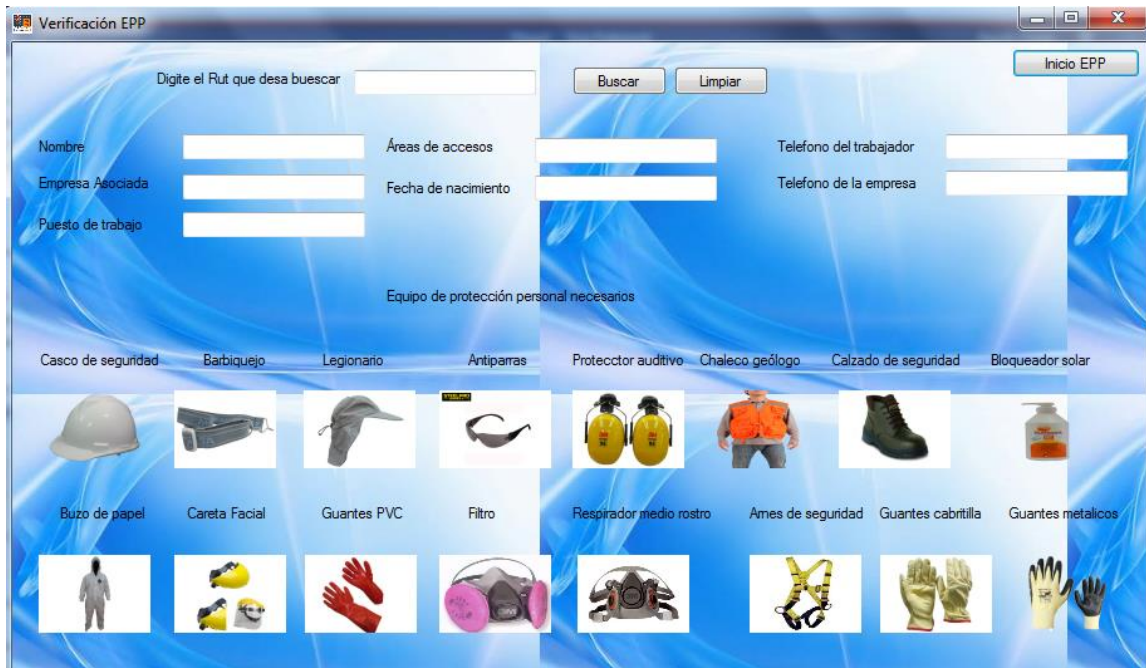 Verificación EPP
Inicio EPP
Digite el Rut que desa buescar
Buscar
Limpiar
Nombre
Áreas de accesos
Telefono del trabajador
Empresa Asociada
Fecha de nacimiento
Telefono de la empresa
Puesto de trabajo
Equipo de protección personal necesarios
Casco de seguridad
Barbiquejo
Legionario
Antiparras
Protecctor auditivo
Chaleco geólogo
Calzado de seguridad
Bloqueador solar
Buzo de papel
Careta Facial
Guantes PVC
Filtro
Respirador medio rostro
Arnes de seguridad
Guantes cabritilla
Guantes metalicos